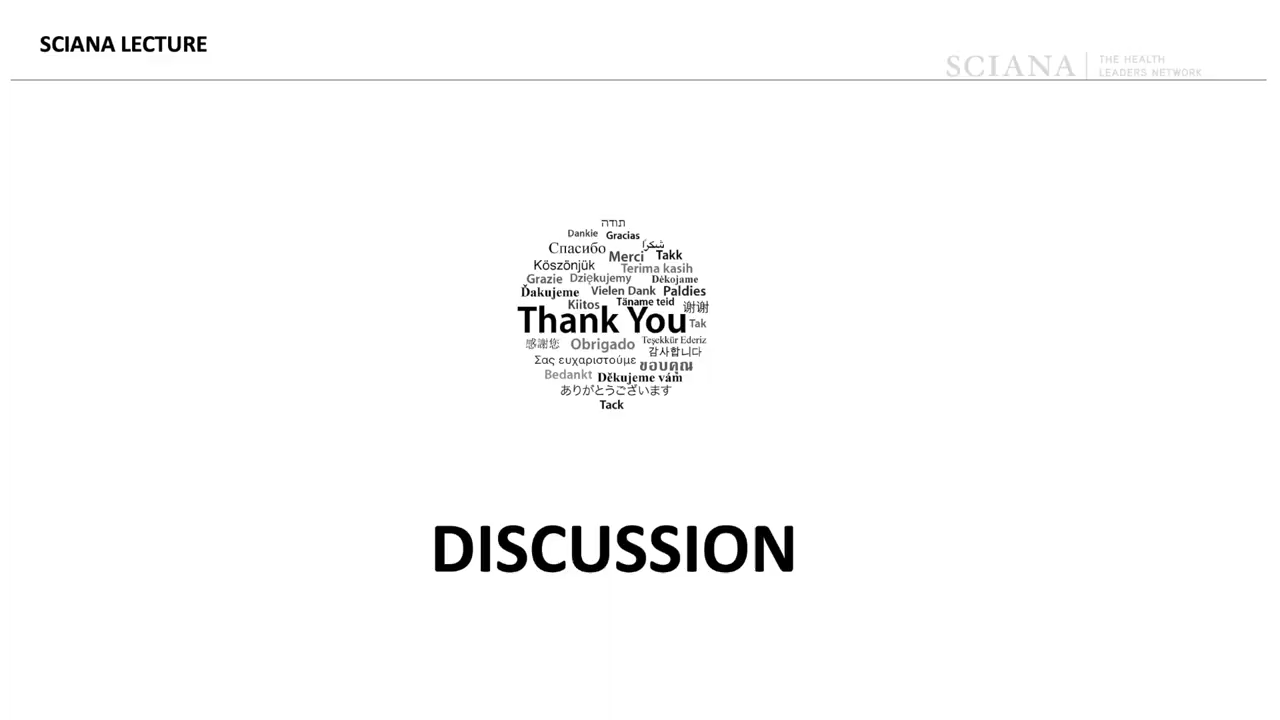 SCIANA LECTURE
SCIANA | THE HEALTH
LEADERS NETWORK
תודה
Dankie Gracias
Спасибо شكراً
Merci Takk
Köszönjük Terima kasih
Grazie Dziękujemy Dėkojame
Ďakujeme Vielen Dank Paldies
Kiitos Täname teid 谢谢
Thank You Tak
感謝您 Obrigado Teşekkür Ederiz
감사합니다
Σας ευχαριστούμε ขอบคุณ
Bedankt Děkujeme vám
ありがとうございます
Tack
DISCUSSION